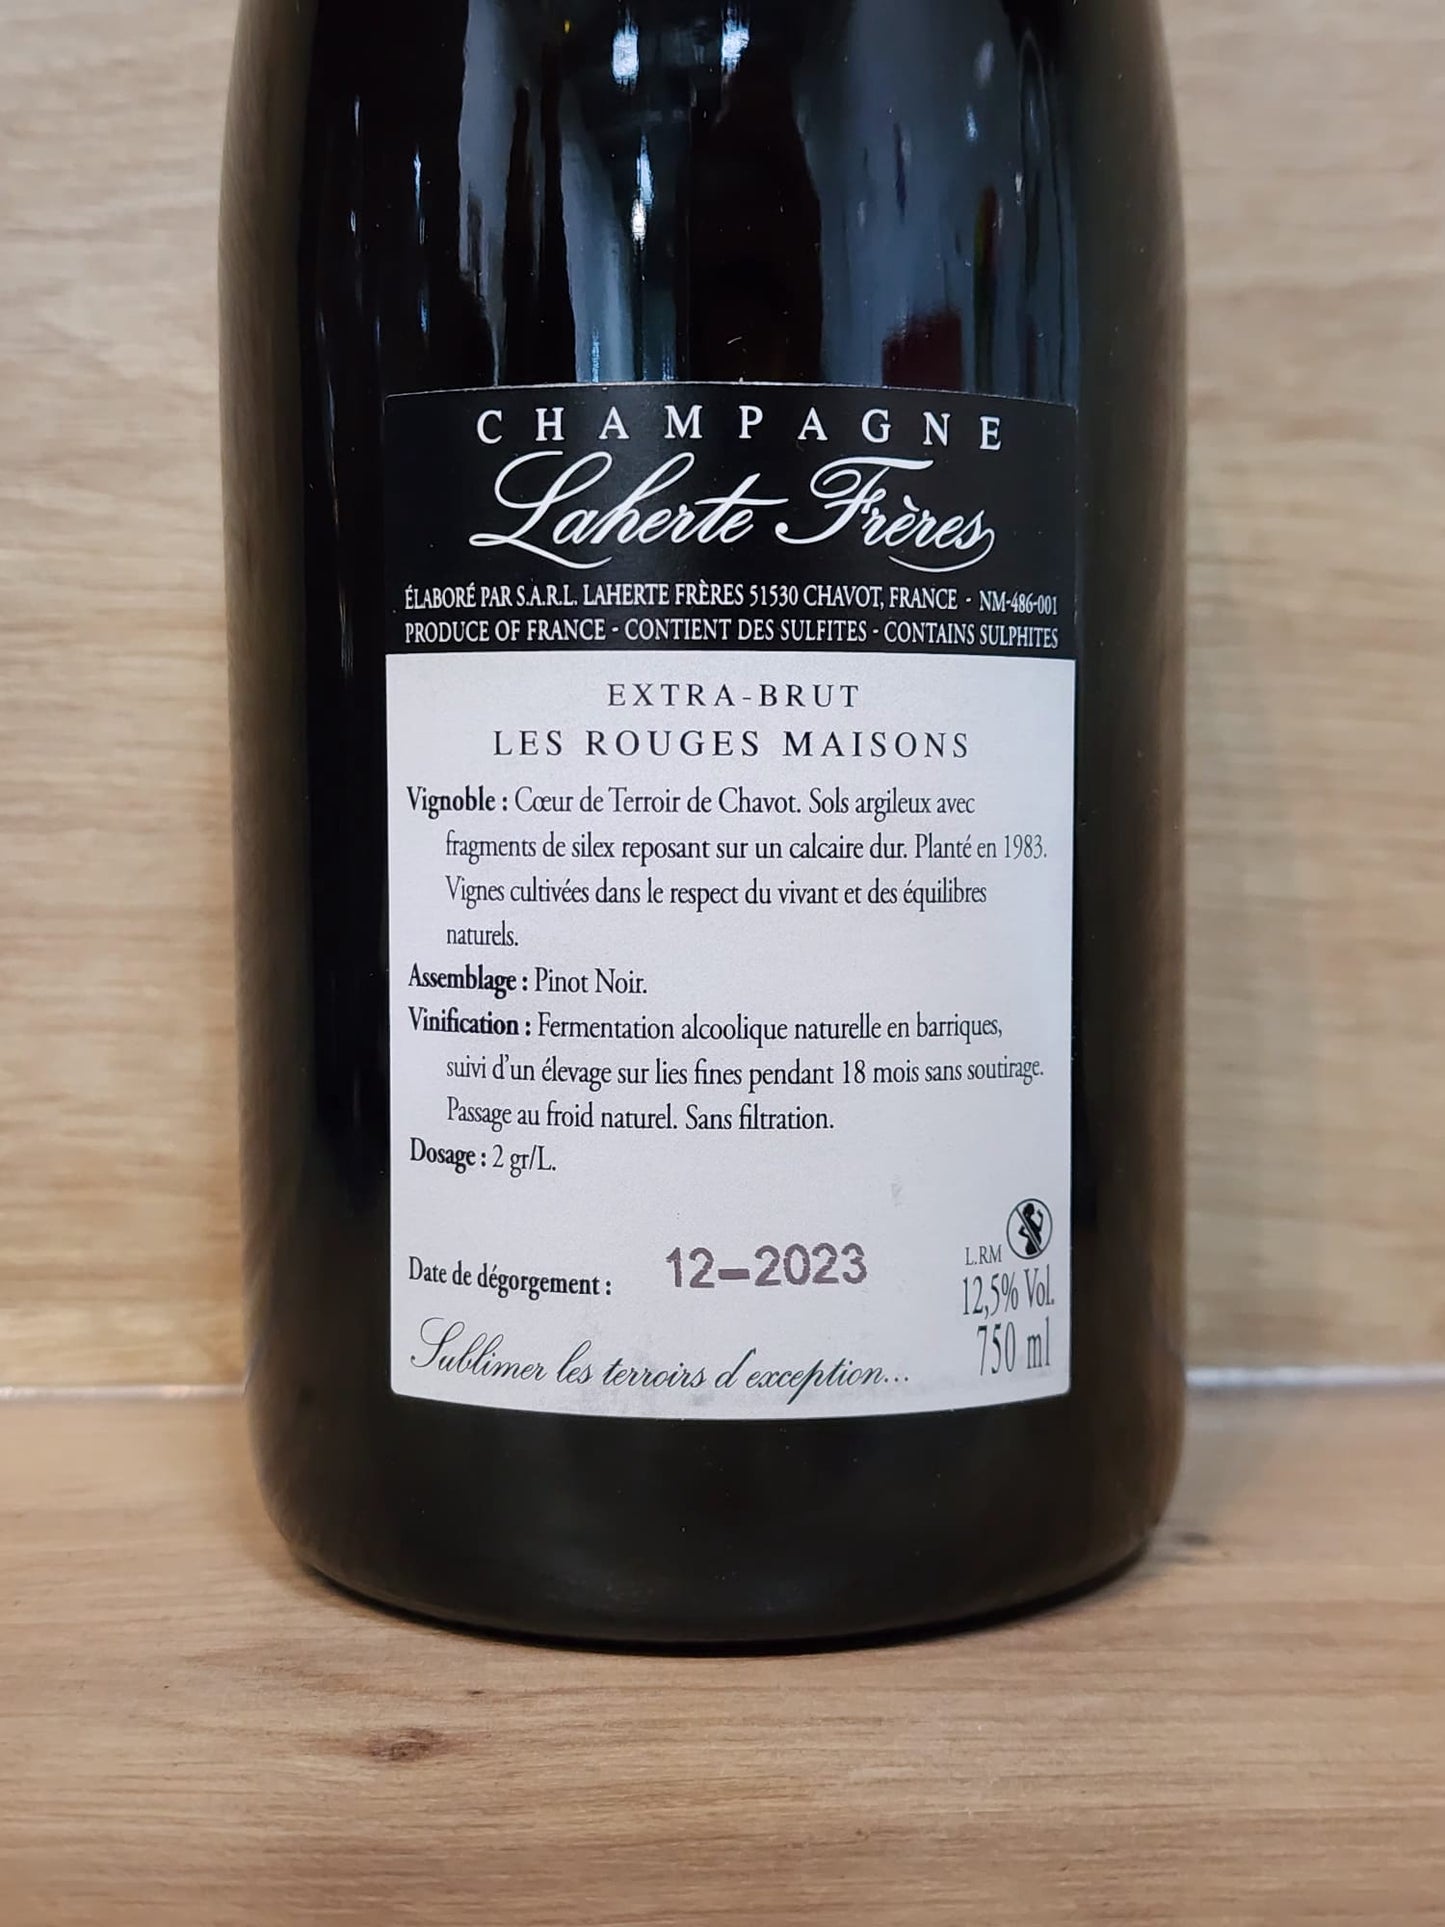 CHAMPAGNE
Laherte Frères
ÉLABORÉ PAR S.A.R.L. LAHERTE FRÈRES 51530 CHAVOT, FRANCE - NM-486-001
PRODUCE OF FRANCE - CONTIENT DES SULFITES - CONTAINS SULPHITES
EXTRA-BRUT
LES ROUGES MAISONS
Vignoble : Cœur de Terroir de Chavot. Sols argileux avec
fragments de silex reposant sur un calcaire dur. Planté en 1983.
Vignes cultivées dans le respect du vivant et des équilibres
naturels.
Assemblage : Pinot Noir.
Vinification : Fermentation alcoolique naturelle en barriques,
suivi d'un élevage sur lies fines pendant 18 mois sans soutirage.
Passage au froid naturel. Sans filtration.
Dosage : 2 gr/L.
L.RM
Date de dégorgement : 12-2023
12,5% Vol.
750 ml
Sublimer les terroirs d'exception...